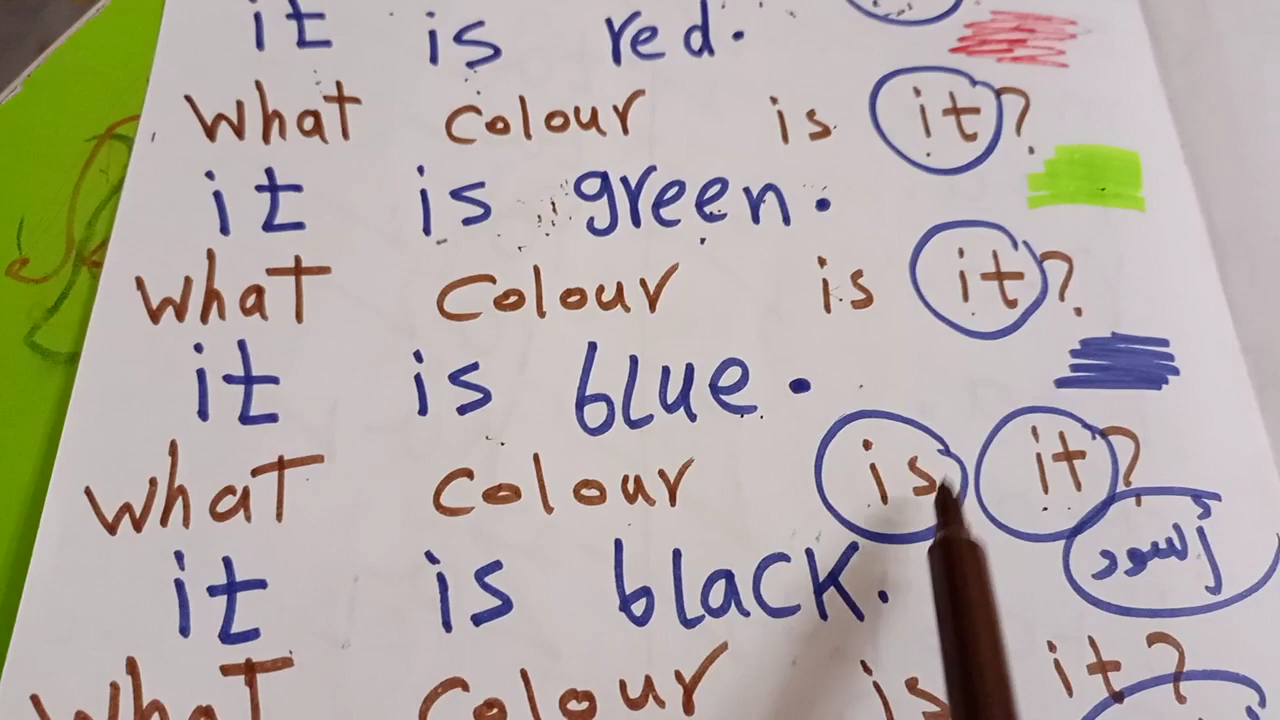 it is red.
What colour is it?
it is green.
What colour is it?
it is blue.
What colour is it?
أسود
it is black.
What colour is it?